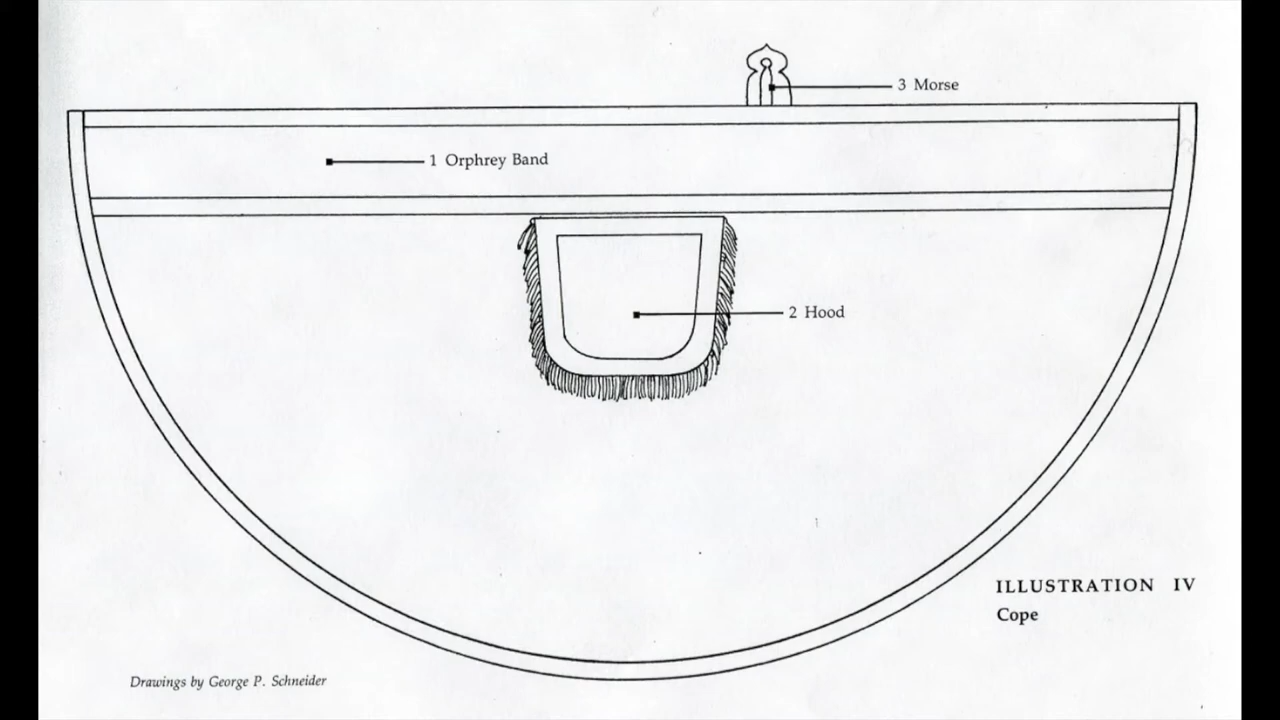 3 Morse
1 Orphrey Band
2 Hood
ILLUSTRATION IV
Cope
Drawings by George P. Schneider